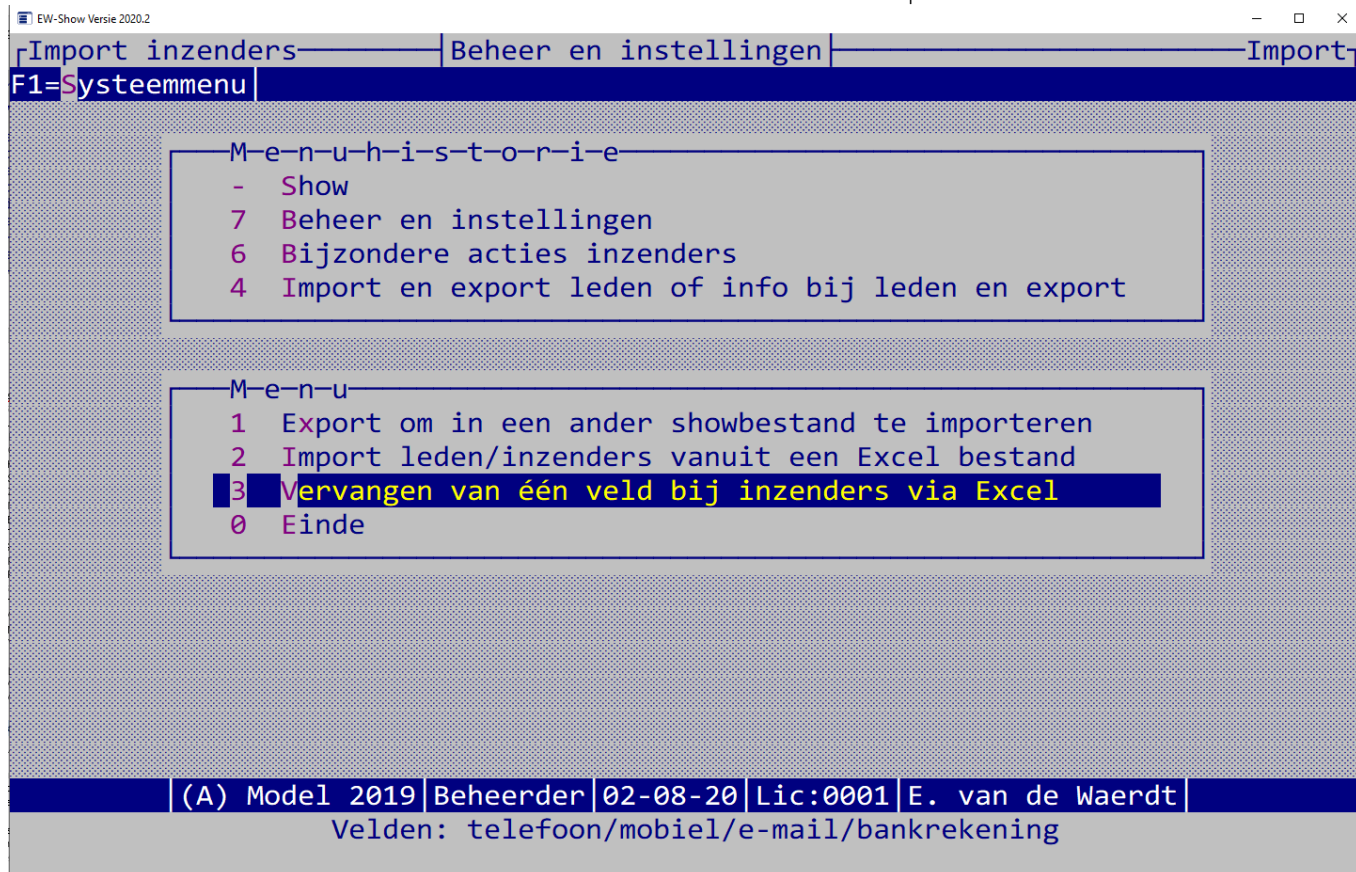 EW-Show Versie 2020.2
Import inzenders Beheer en instellingen Import
F1=Systeemmenu
M-e-n-u-h-i-s-t-o-r-i-e
- Show
7 Beheer en instellingen
6 Bijzondere acties inzenders
4 Import en export leden of info bij leden en export
M-e-n-u
1 Export om in een ander showbestand te importeren
2 Import leden/inzenders vanuit een Excel bestand
3 Vervangen van één veld bij inzenders via Excel
0 Einde
(A) Model 2019|Beheerder|02-08-20|Lic:0001|E. van de Waerdt|
Velden: telefoon/mobiel/e-mail/bankrekening